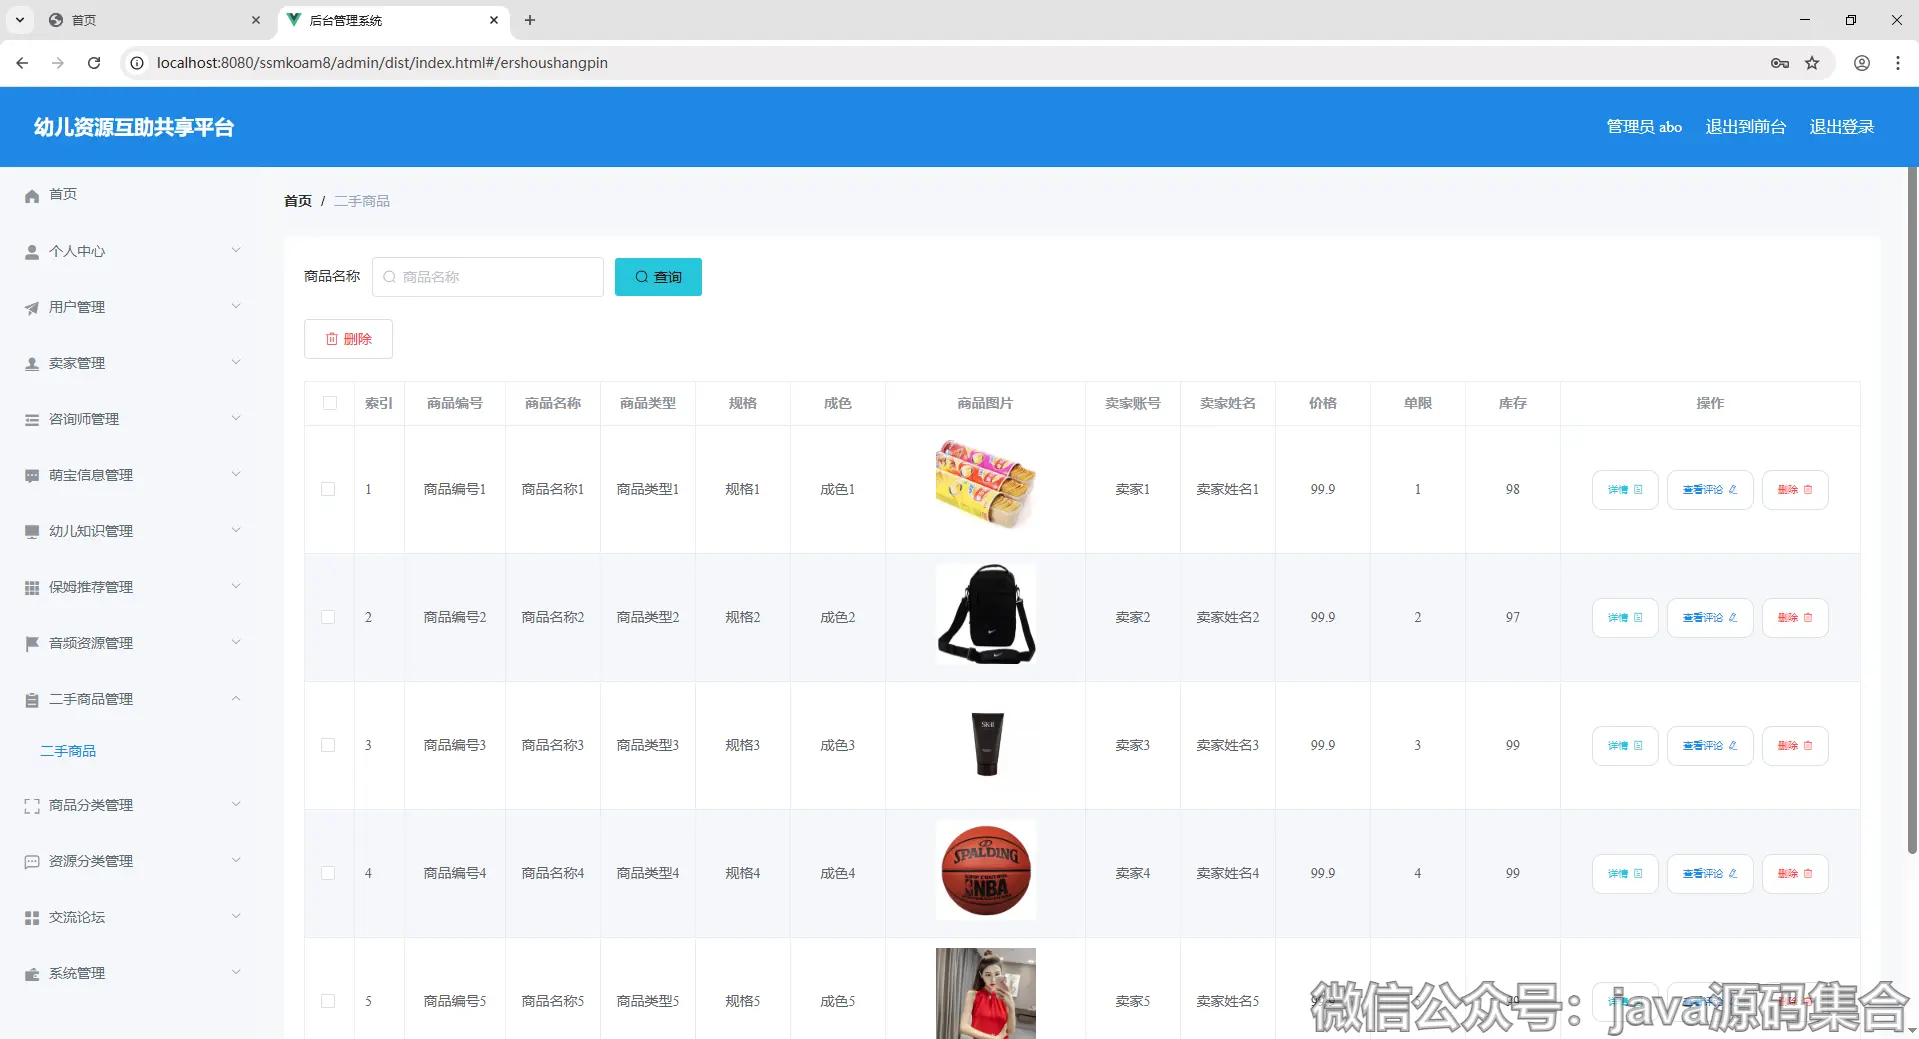 首页
后台管理系统
localhost:8080/ssmkoam8/admin/dist/index.html#/ershoushangpin
幼儿资源互助共享平台
管理员 abo 退出到前台 退出登录
首页
个人中心
用户管理
卖家管理
咨询师管理
萌宝信息管理
幼儿知识管理
保姆推荐管理
音频资源管理
二手商品管理
二手商品
商品分类管理
资源分类管理
交流论坛
系统管理
首页 / 二手商品
商品名称 商品名称 查询
删除
索引 商品编号 商品名称 商品类型 规格 成色 商品图片 卖家账号 卖家姓名 价格 单限 库存 操作
1 商品编号1 商品名称1 商品类型1 规格1 成色1 卖家1 卖家姓名1 99.9 1 98 详情 查看评论 删除
2 商品编号2 商品名称2 商品类型2 规格2 成色2 卖家2 卖家姓名2 99.9 2 97 详情 查看评论 删除
3 商品编号3 商品名称3 商品类型3 规格3 成色3 SK-II 卖家3 卖家姓名3 99.9 3 99 详情 查看评论 删除
4 商品编号4 商品名称4 商品类型4 规格4 成色4 SPALDING NBA 卖家4 卖家姓名4 99.9 4 99 详情 查看评论 删除
5 商品编号5 商品名称5 商品类型5 规格5 成色5 卖家5 卖家姓名5 99.9 99 详情 删除
微信公众号：java源码集合